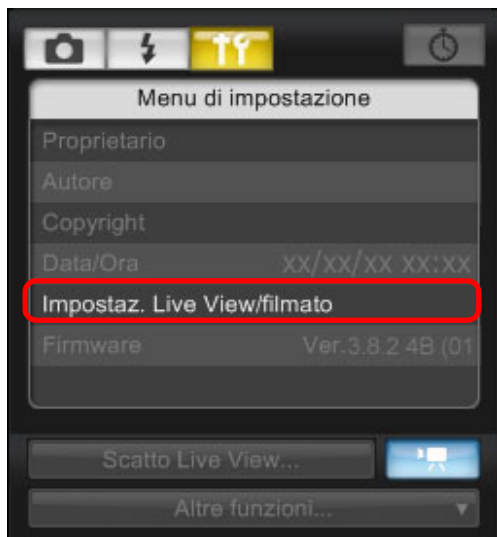 Menu di impostazione
Proprietario
Autore
Copyright
Data/Ora xx/xx/xx xx:xx
Impostaz. Live View/filmato
Firmware Ver.3.8.2 4B (01
Scatto Live View...
Altre funzioni...